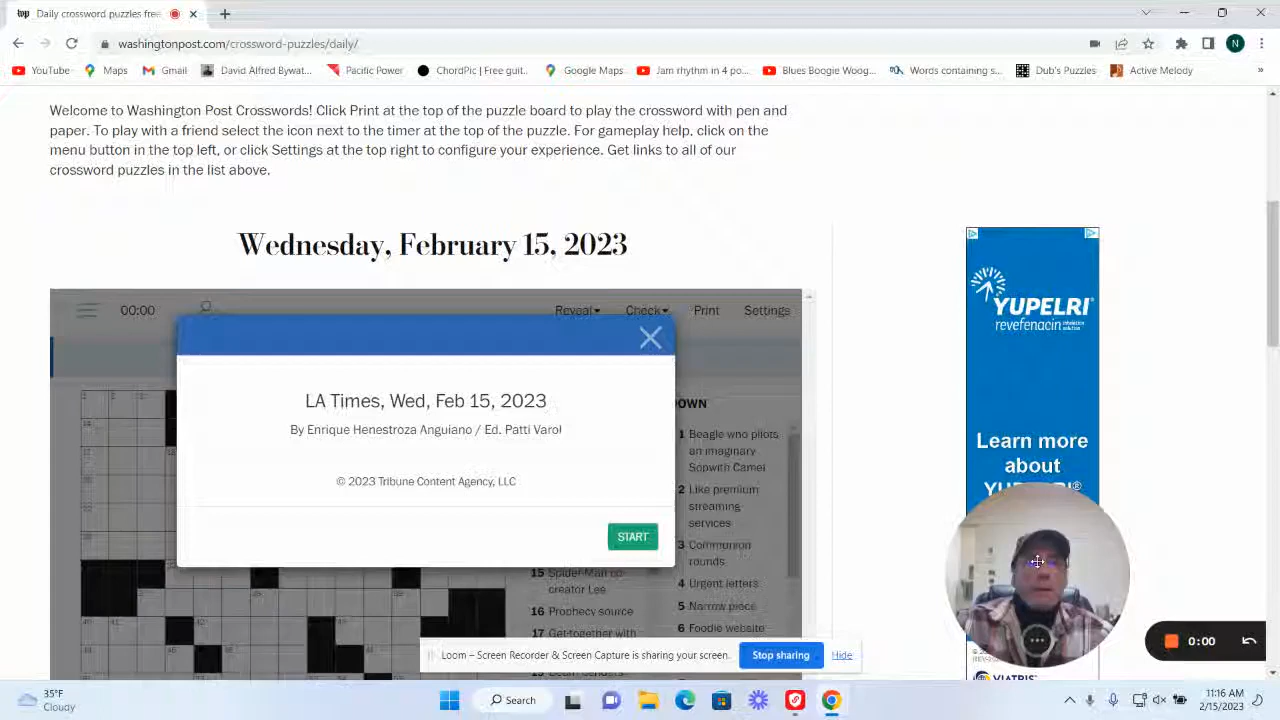 Daily crossword puzzles free
washingtonpost.com/crossword-puzzles/daily/
N
YouTube
Maps
Gmail
David Alfred Bywat...
Pacific Power
ChordPic | Free guit...
Google Maps
Jam rhythm in 4 po...
Blues Boogie Woog...
Words containing s...
Dub's Puzzles
Active Melody
»
Welcome to Washington Post Crosswords! Click Print at the top of the puzzle board to play the crossword with pen and
paper. To play with a friend select the icon next to the timer at the top of the puzzle. For gameplay help, click on the
menu button in the top left, or click Settings at the top right to configure your experience. Get links to all of our
crossword puzzles in the list above.
Wednesday, February 15, 2023
00:00
Reveal
Check
Print
Settings
LA Times, Wed, Feb 15, 2023
By Enrique Henestroza Anguiano / Ed. Patti Varol
© 2023 Tribune Content Agency, LLC
START
OWN
1 Beagle who pilots
an imaginary
Sopwith Camel
2 Like premium
streaming
services
3 Communion
rounds
4 Urgent letters
5 Narrow piece
6 Foodie website
15 Spider-Man co-
creator Lee
16 Prophecy source
17 Get-together with
YUPELRI®
revefenacin inhalation solution
Learn more
about
YUPELRI®
VIATRIS
Loom – Screen Recorder & Screen Capture is sharing your screen.
Stop sharing
Hide
0:00
35°F
Cloudy
Search
11:16 AM
2/15/2023